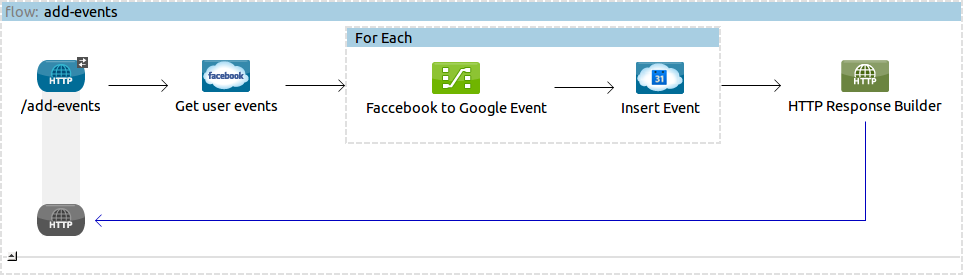 flow: add-events
For Each
HTTP
facebook
31
/add-events
Get user events
Faccebook to Google Event
Insert Event
HTTP
HTTP Response Builder
HTTP